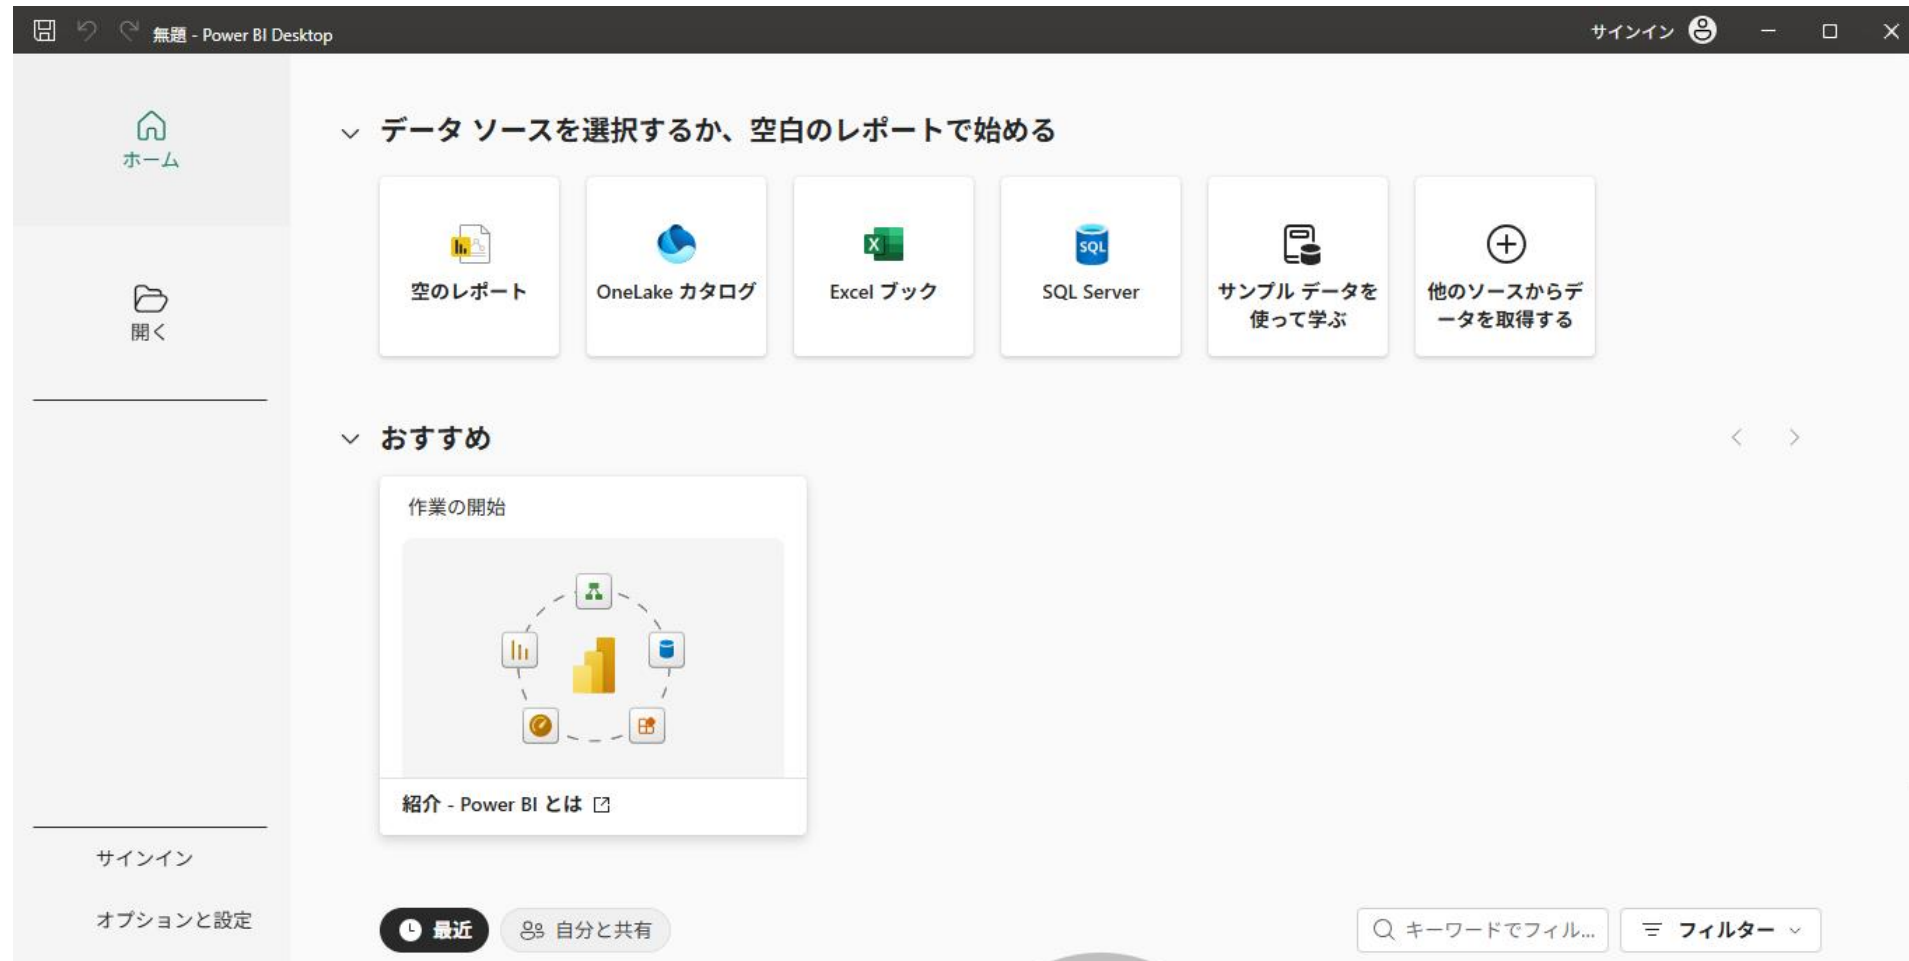 無題 - Power BI Desktop
サインイン
ホーム
開く
データ ソースを選択するか、空白のレポートで始める
空のレポート
OneLake カタログ
Excel ブック
SQL
SQL Server
サンプル データを
使って学ぶ
他のソースからデ
ータを取得する
おすすめ
作業の開始
紹介 - Power BI とは
サインイン
オプションと設定
最近
自分と共有
キーワードでフィル...
フィルター